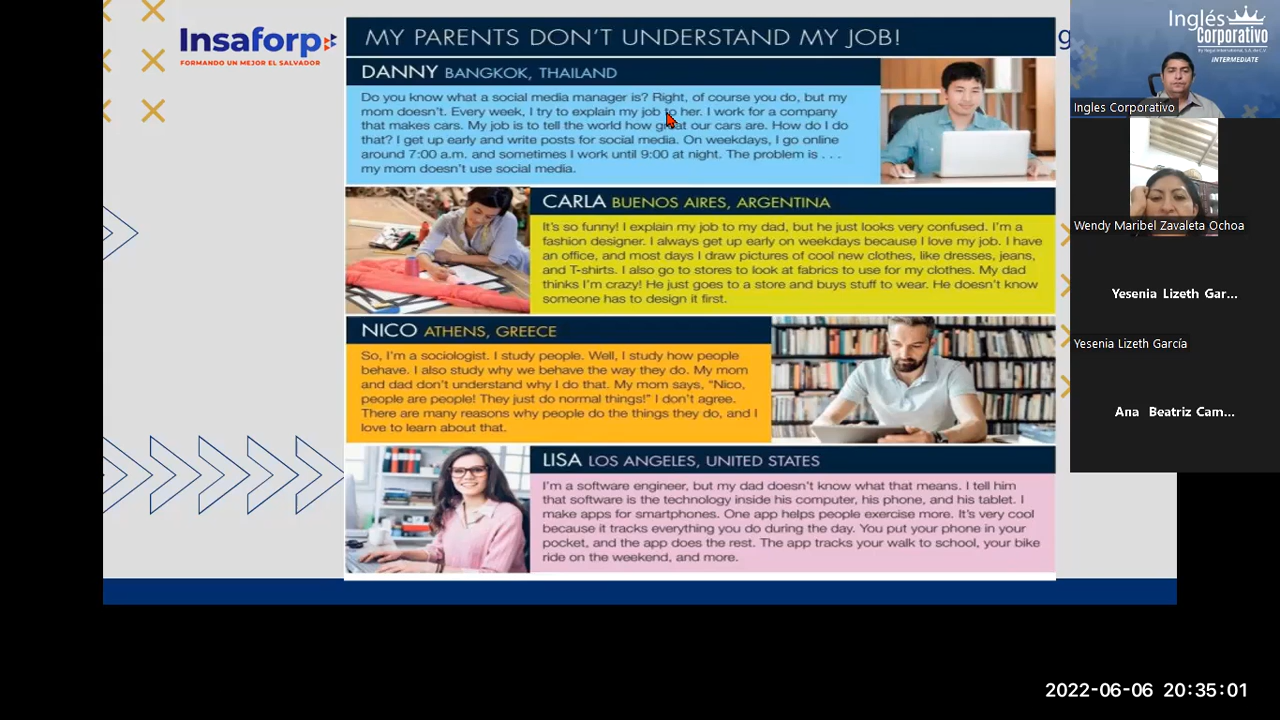 Insaforp
FORMANDO UN MEJOR EL SALVADOR
MY PARENTS DON'T UNDERSTAND MY JOB!
DANNY BANGKOK, THAILAND
Do you know what a social media manager is? Right, of course you do, but my
mom doesn't. Every week, I try to explain my job to her. I work for a company
that makes cars. My job is to tell the world how great our cars are. How do I do
that? I get up early and write posts for social media. On weekdays, I go online
around 7:00 a.m. and sometimes I work until 9:00 at night. The problem is . . .
my mom doesn't use social media.
CARLA BUENOS AIRES, ARGENTINA
It's so funny! I explain my job to my dad, but he just looks very confused. I'm a
fashion designer. I always get up early on weekdays because I love my job. I have
an office, and most days I draw pictures of cool new clothes, like dresses, jeans,
and T-shirts. I also go to stores to look at fabrics to use for my clothes. My dad
thinks I'm crazy! He just goes to a store and buys stuff to wear. He doesn't know
someone has to design it first.
NICO ATHENS, GREECE
So, I'm a sociologist. I study people. Well, I study how people
behave. I also study why we behave the way they do. My mom
and dad don't understand why I do that. My mom says, "Nico,
people are people! They just do normal things!" I don't agree.
There are many reasons why people do the things they do, and I
love to learn about that.
LISA LOS ANGELES, UNITED STATES
I'm a software engineer, but my dad doesn't know what that means. I tell him
that software is the technology inside his computer, his phone, and his tablet. I
make apps for smartphones. One app helps people exercise more. It's very cool
because it tracks everything you do during the day. You put your phone in your
pocket, and the app does the rest. The app tracks your walk to school, your bike
ride on the weekend, and more.
g
Inglés
Corporativo
INTERMEDIATE
Ingles Corporativo
Wendy Maribel Zavaleta Ochoa
Yesenia Lizeth Gar...
Yesenia Lizeth García
Ana Beatriz Cam...
2022-06-06 20:35:01